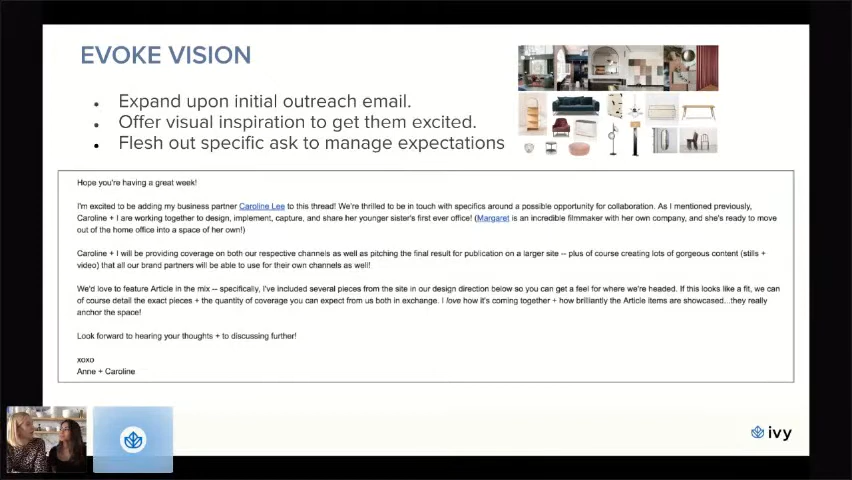 EVOKE VISION
Expand upon initial outreach email.
Offer visual inspiration to get them excited.
Flesh out specific ask to manage expectations
Hope you're having a great week!
I'm excited to be adding my business partner Caroline Lee to this thread! We're thrilled to be in touch with specifics around a possible opportunity for collaboration. As I mentioned previously,
Caroline + I are working together to design, implement, capture, and share her younger sister's first ever office! (Margaret is an incredible filmmaker with her own company, and she's ready to move
out of the home office into a space of her own!)
Caroline + I will be providing coverage on both our respective channels as well as pitching the final result for publication on a larger site -- plus of course creating lots of gorgeous content (stills +
video) that all our brand partners will be able to use for their own channels as well!
We'd love to feature Article in the mix -- specifically, I've included several pieces from the site in our design direction below so you can get a feel for where we're headed. If this looks like a fit, we can
of course detail the exact pieces + the quantity of coverage you can expect from us both in exchange. I love how it's coming together + how brilliantly the Article items are showcased...they really
anchor the space!
Look forward to hearing your thoughts + to discussing further!
xoxo
Anne + Caroline
ivy